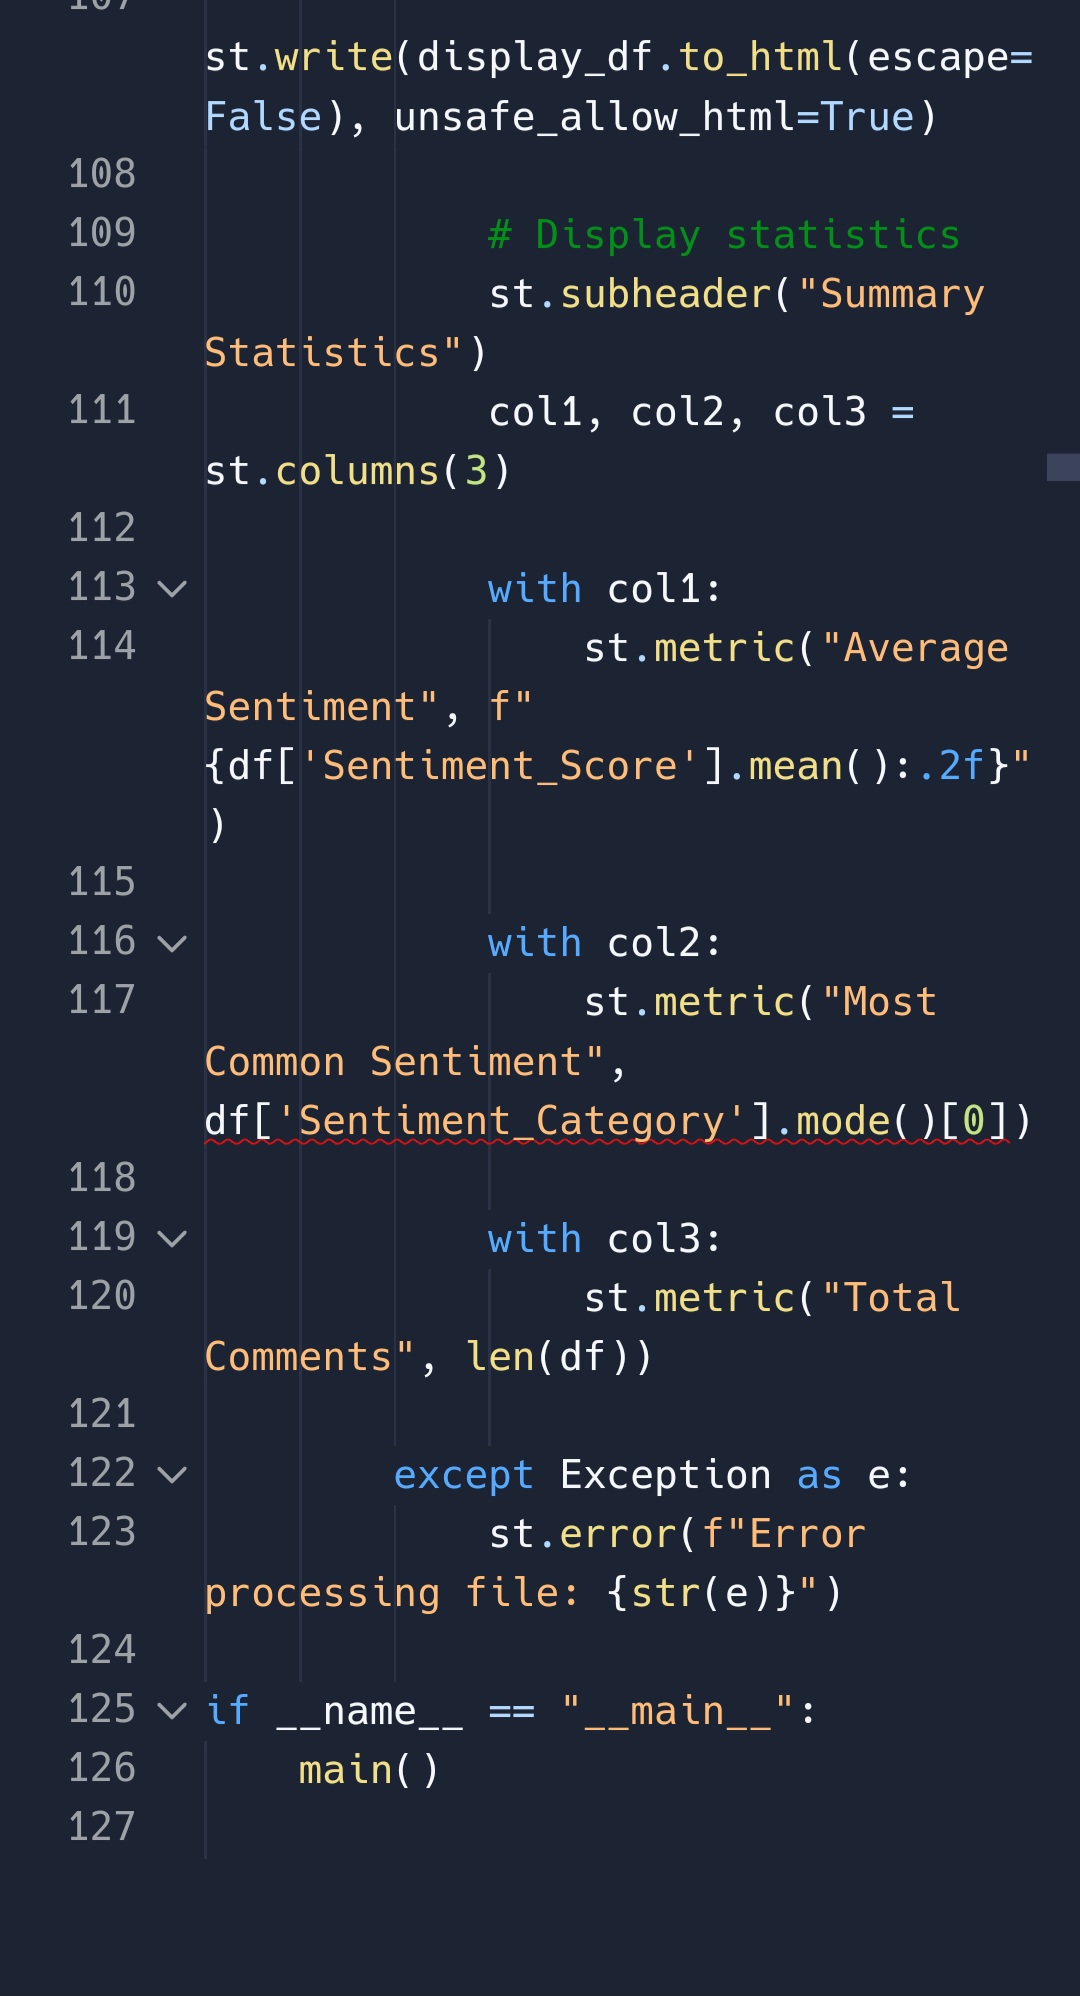 107
st.write(display_df.to_html(escape=
False), unsafe_allow_html=True)
108
109 # Display statistics
110 st.subheader("Summary
Statistics")
111 col1, col2, col3 =
st.columns(3)
112
113 with col1:
114 st.metric("Average
Sentiment", f"
{df['Sentiment_Score'].mean():.2f}"
)
115
116 with col2:
117 st.metric("Most
Common Sentiment",
df['Sentiment_Category'].mode()[0])
118
119 with col3:
120 st.metric("Total
Comments", len(df))
121
122 except Exception as e:
123 st.error(f"Error
processing file: {str(e)}")
124
125 if __name__ == "__main__":
126 main()
127